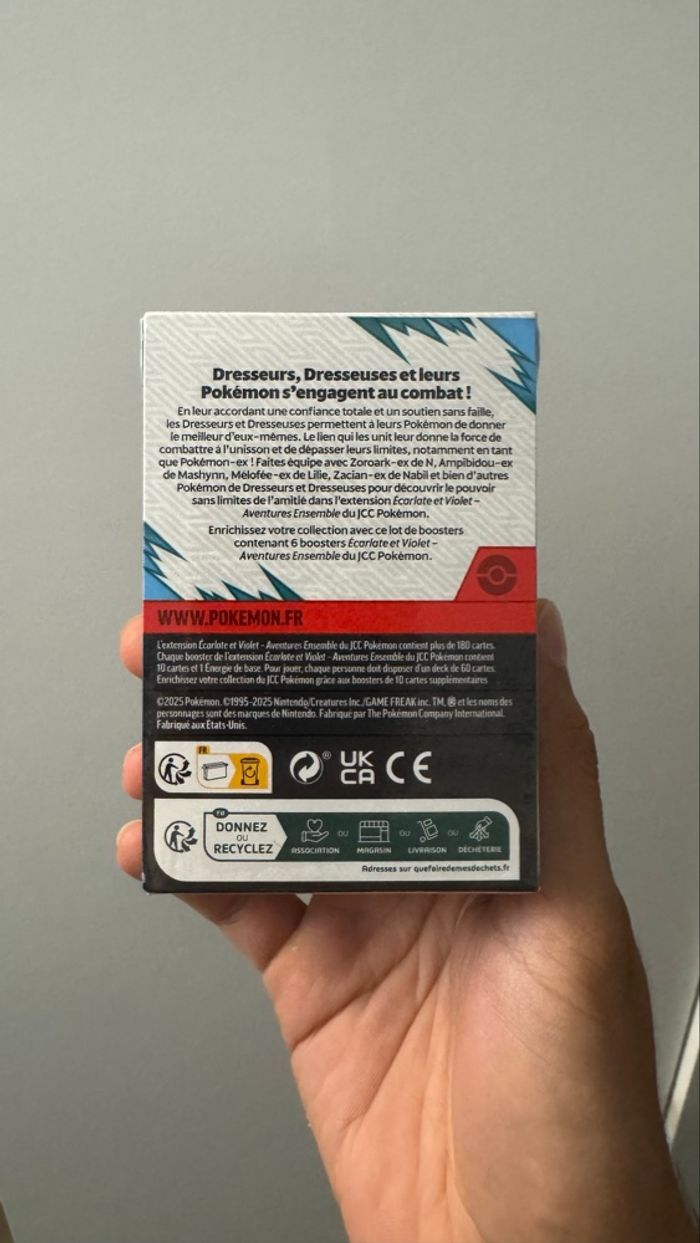 Dresseurs, Dresseuses et leurs
Pokémon s'engagent au combat !
En leur accordant une confiance totale et un soutien sans faille,
les Dresseurs et Dresseuses permettent à leurs Pokémon de donner
le meilleur d'eux-mêmes. Le lien qui les unit leur donne la force de
combattre à l'unisson et de dépasser leurs limites, notamment en tant
que Pokémon-ex ! Faites équipe avec Zoroark-ex de N, Ampibidou-ex
de Mashynn, Mélofée-ex de Lilie, Zacian-ex de Nabil et bien d'autres
Pokémon de Dresseurs et Dresseuses pour découvrir le pouvoir
sans limites de l'amitié dans l'extension Écarlate et Violet –
Aventures Ensemble du JCC Pokémon.
Enrichissez votre collection avec ce lot de boosters
contenant 6 boosters Écarlate et Violet –
Aventures Ensemble du JCC Pokémon.
WWW.POKEMON.FR
L'extension Écarlate et Violet – Aventures Ensemble du JCC Pokémon contient plus de 180 cartes.
Chaque booster de l'extension Écarlate et Violet – Aventures Ensemble du JCC Pokémon contient
10 cartes et 1 Énergie de base. Pour jouer, chaque personne doit disposer d'un deck de 60 cartes.
Enrichissez votre collection du JCC Pokémon grâce aux boosters de 10 cartes supplémentaires
©2025 Pokémon. ©1995-2025 Nintendo/Creatures Inc./GAME FREAK inc. TM, ® et les noms des
personnages sont des marques de Nintendo. Fabriqué par The Pokémon Company International.
Fabriqué aux États-Unis.
FR
® UK CA CE
FR
DONNEZ
OU
RECYCLEZ
ASSOCIATION OU MAGASIN OU LIVRAISON OU DÉCHÈTERIE
Adresses sur quefairedemesdechets.fr